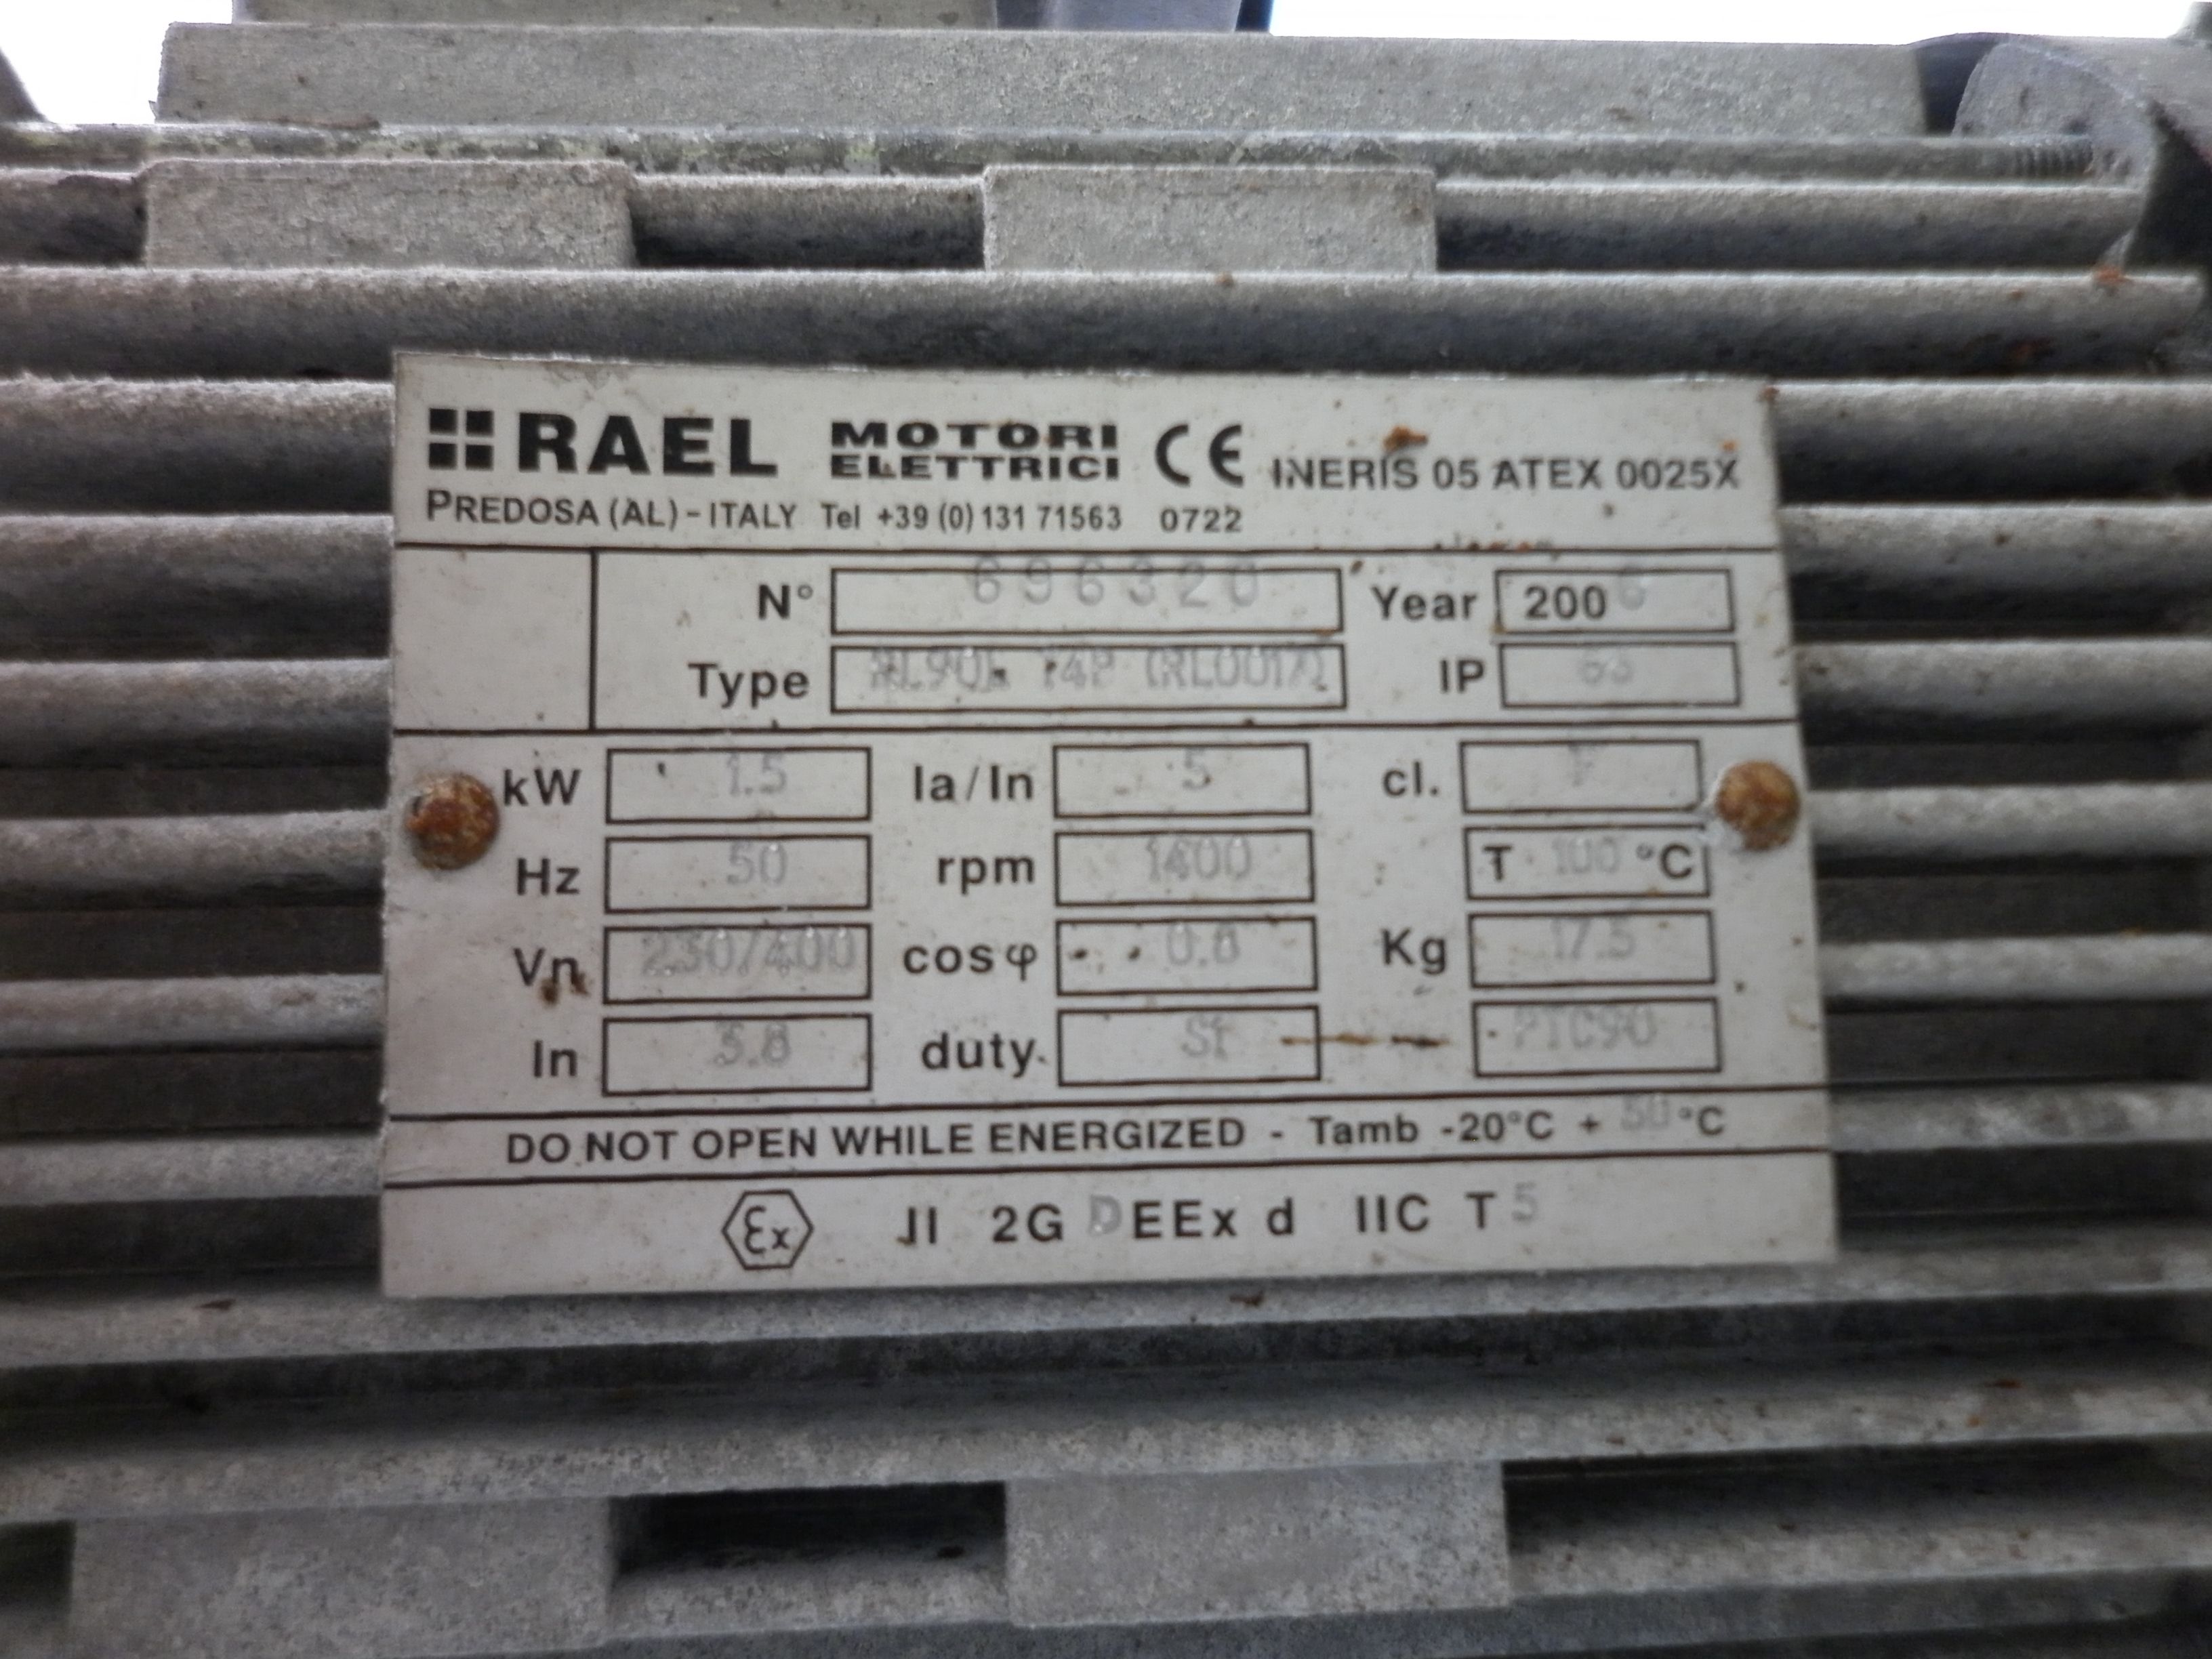 RAEL MOTORI ELETTRICI CE INERIS 05 ATEX 0025X
PREDOSA (AL) - ITALY Tel +39 (0) 131 71563 0722
N° 696320 Year 2006
Type (RL0017) IP
kW 1.5 Ia/In 5 cl. F
Hz 50 rpm 1400 T 100 °C
Vn 230/400 cosφ 0.8 Kg 17.5
In 3.8 duty S1 PTC90
DO NOT OPEN WHILE ENERGIZED - Tamb -20°C + 50 °C
Ex II 2G D EEx d IIC T 5